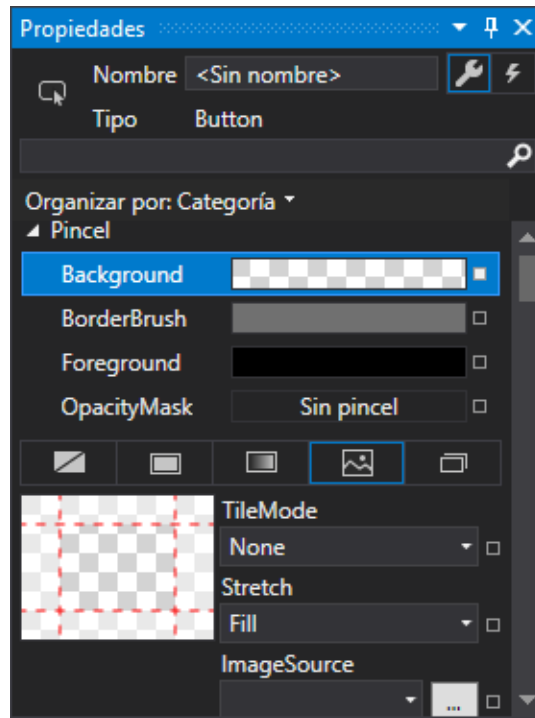 Propiedades
Nombre <Sin nombre>
Tipo Button
Organizar por: Categoría
Pincel
Background
BorderBrush
Foreground
OpacityMask Sin pincel
TileMode
None
Stretch
Fill
ImageSource
...